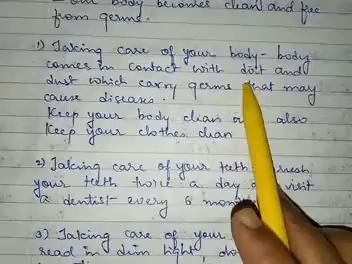 our body becomes clean and free
from germs.
1) Taking care of your body - body
comes in contact with dirt and
dust which carry germs that may
cause diseases.
Keep your body clean also
Keep your clothes clean
2) Taking care of your teeth
your teeth twice a day visit
a dentist every 6
3) Taking care of your
read in dim light,